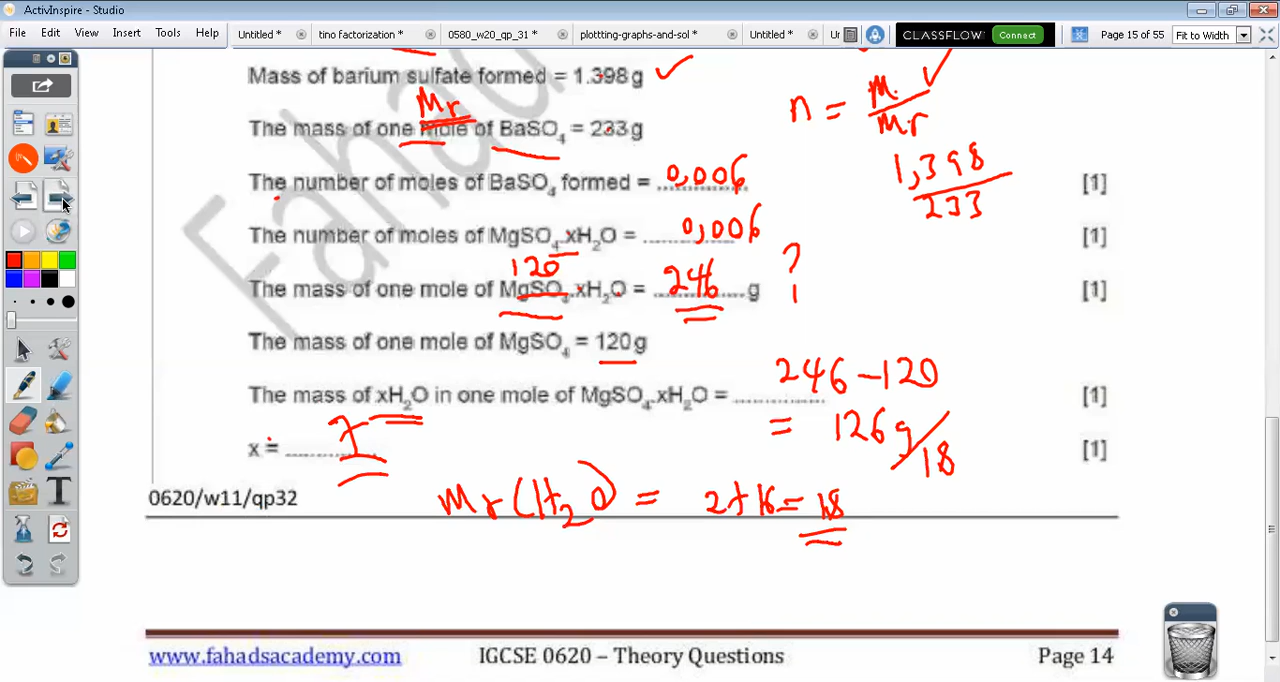 ActivInspire - Studio
File Edit View Insert Tools Help
Untitled * tino factorization * 0580_w20_qp_31 * plottting-graphs-and-sol * Untitled * Ur CLASSFLOW Connect Page 15 of 55 Fit to Width
Mass of barium sulfate formed = 1.398 g ✓
n = m / Mr ✓
Mr
The mass of one mole of BaSO4 = 233 g
1,398 / 233
The number of moles of BaSO4 formed = 0,006 [1]
The number of moles of MgSO4.xH2O = 0,006 [1]
120
The mass of one mole of MgSO4.xH2O = 246 g ? [1]
The mass of one mole of MgSO4 = 120 g
246 - 120
The mass of xH2O in one mole of MgSO4.xH2O = [1]
= 126 g / 18
x = 7 [1]
0620/w11/qp32
Mr (H2O) = 2 + 16 = 18
www.fahadsacademy.com IGCSE 0620 – Theory Questions Page 14
T